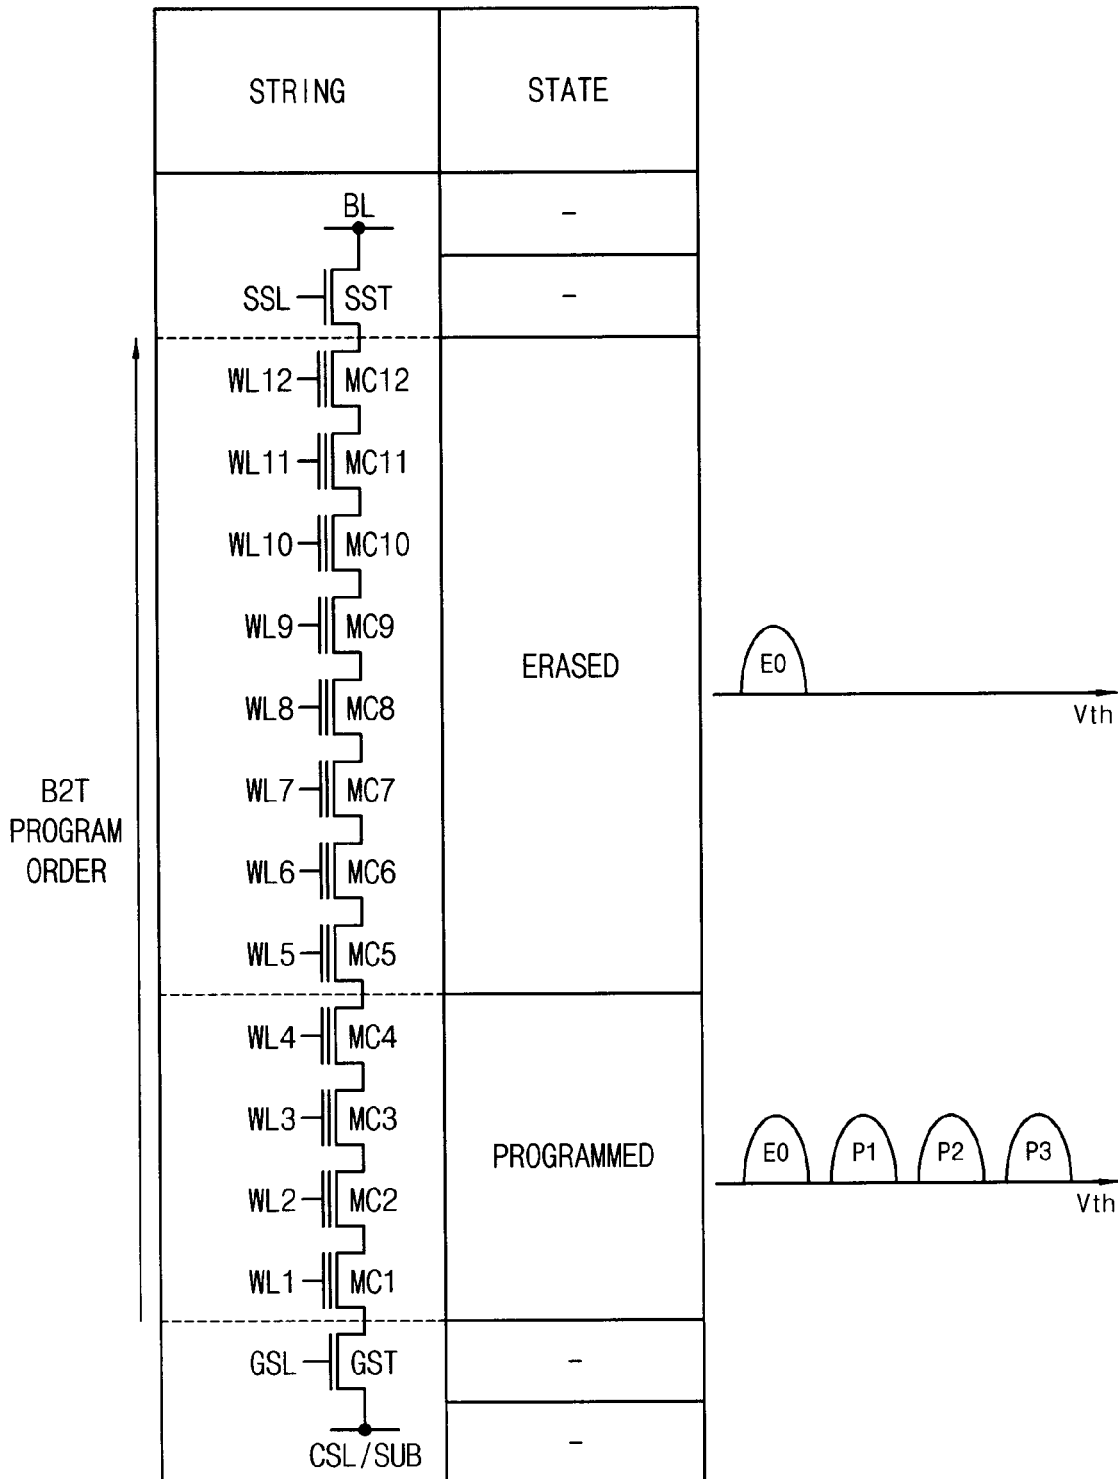 STRING STATE
BL -
SSL SST -
WL12 MC12
WL11 MC11
WL10 MC10
WL9 MC9
E0
WL8 MC8
ERASED
Vth
WL7 MC7
B2T
PROGRAM
ORDER
WL6 MC6
WL5 MC5
WL4 MC4
WL3 MC3
PROGRAMMED
E0 P1 P2 P3
Vth
WL2 MC2
WL1 MC1
GSL GST -
CSL/SUB -